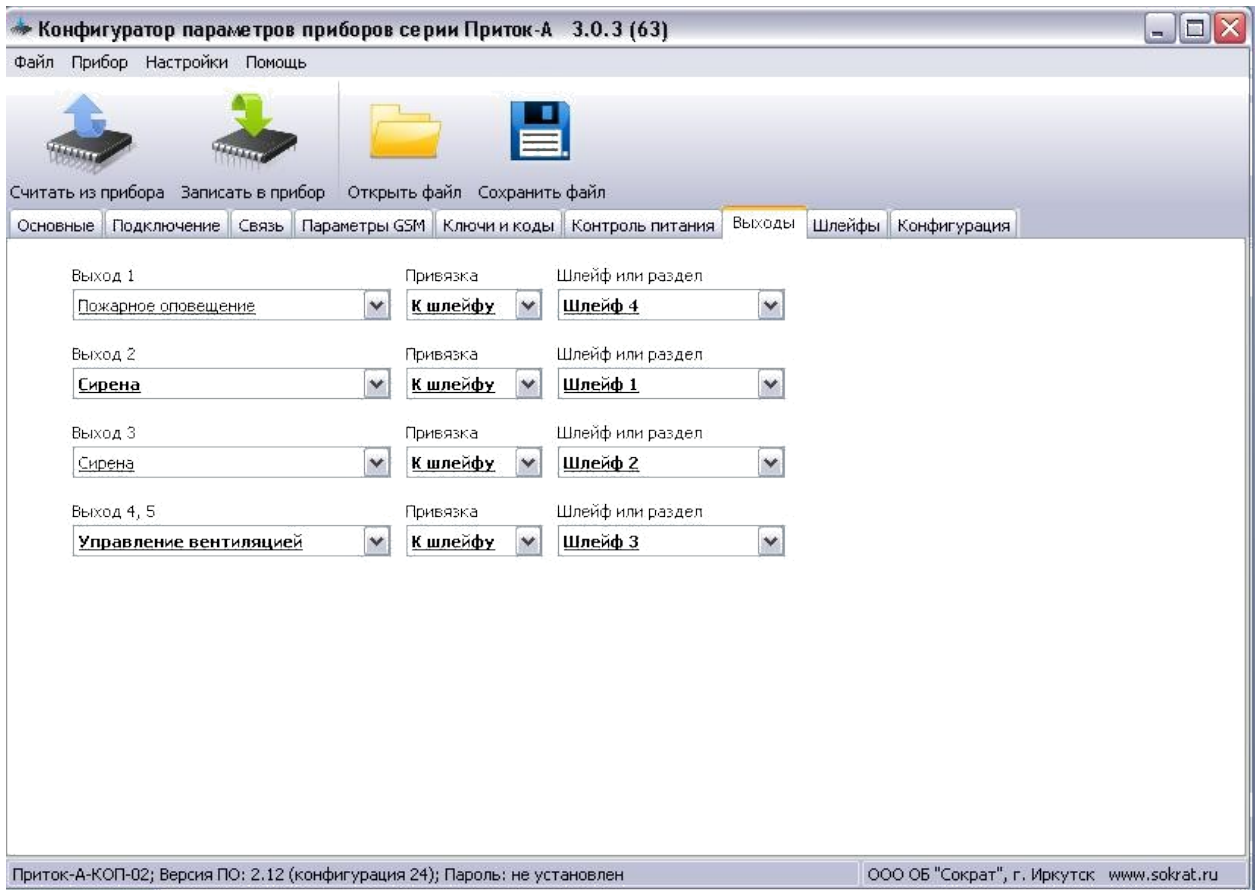 Конфигуратор параметров приборов серии Приток-А 3.0.3 (63)
Файл Прибор Настройки Помощь
Считать из прибора Записать в прибор Открыть файл Сохранить файл
Основные Подключение Связь Параметры GSM Ключи и коды Контроль питания Выходы Шлейфы Конфигурация
Выход 1 Привязка Шлейф или раздел
Пожарное оповещение К шлейфу Шлейф 4
Выход 2 Привязка Шлейф или раздел
Сирена К шлейфу Шлейф 1
Выход 3 Привязка Шлейф или раздел
Сирена К шлейфу Шлейф 2
Выход 4, 5 Привязка Шлейф или раздел
Управление вентиляцией К шлейфу Шлейф 3
Приток-А-КОП-02; Версия ПО: 2.12 (конфигурация 24); Пароль: не установлен ООО ОБ "Сократ", г. Иркутск www.sokrat.ru